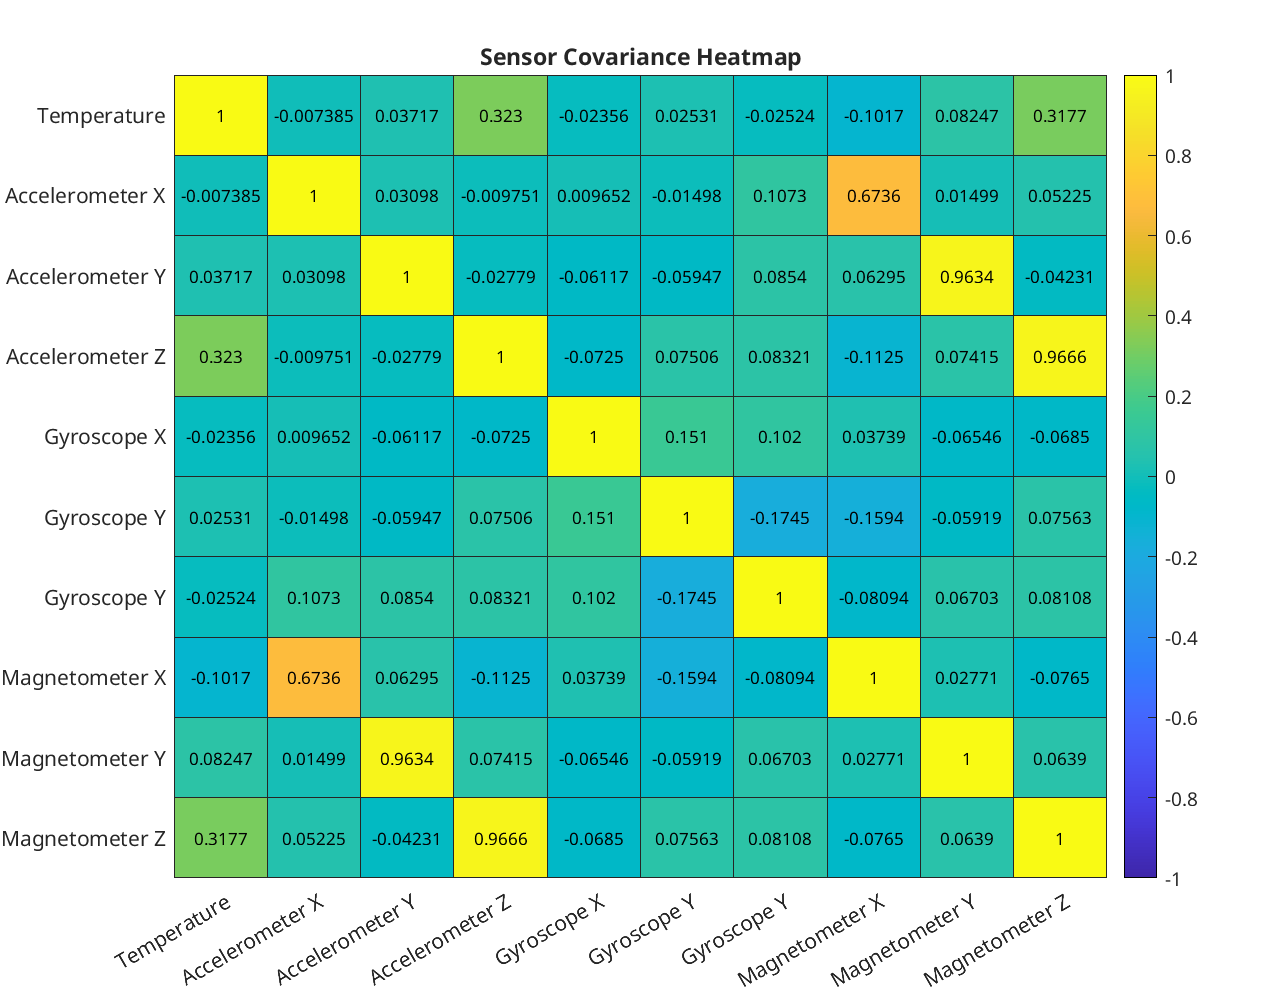 Sensor Covariance Heatmap
Temperature 1 -0.007385 0.03717 0.323 -0.02356 0.02531 -0.02524 -0.1017 0.08247 0.3177
Accelerometer X -0.007385 1 0.03098 -0.009751 0.009652 -0.01498 0.1073 0.6736 0.01499 0.05225
Accelerometer Y 0.03717 0.03098 1 -0.02779 -0.06117 -0.05947 0.0854 0.06295 0.9634 -0.04231
Accelerometer Z 0.323 -0.009751 -0.02779 1 -0.0725 0.07506 0.08321 -0.1125 0.07415 0.9666
Gyroscope X -0.02356 0.009652 -0.06117 -0.0725 1 0.151 0.102 0.03739 -0.06546 -0.0685
Gyroscope Y 0.02531 -0.01498 -0.05947 0.07506 0.151 1 -0.1745 -0.1594 -0.05919 0.07563
Gyroscope Y -0.02524 0.1073 0.0854 0.08321 0.102 -0.1745 1 -0.08094 0.06703 0.08108
Magnetometer X -0.1017 0.6736 0.06295 -0.1125 0.03739 -0.1594 -0.08094 1 0.02771 -0.0765
Magnetometer Y 0.08247 0.01499 0.9634 0.07415 -0.06546 -0.05919 0.06703 0.02771 1 0.0639
Magnetometer Z 0.3177 0.05225 -0.04231 0.9666 -0.0685 0.07563 0.08108 -0.0765 0.0639 1
Temperature
Accelerometer X
Accelerometer Y
Accelerometer Z
Gyroscope X
Gyroscope Y
Gyroscope Y
Magnetometer X
Magnetometer Y
Magnetometer Z
1
0.8
0.6
0.4
0.2
0
-0.2
-0.4
-0.6
-0.8
-1